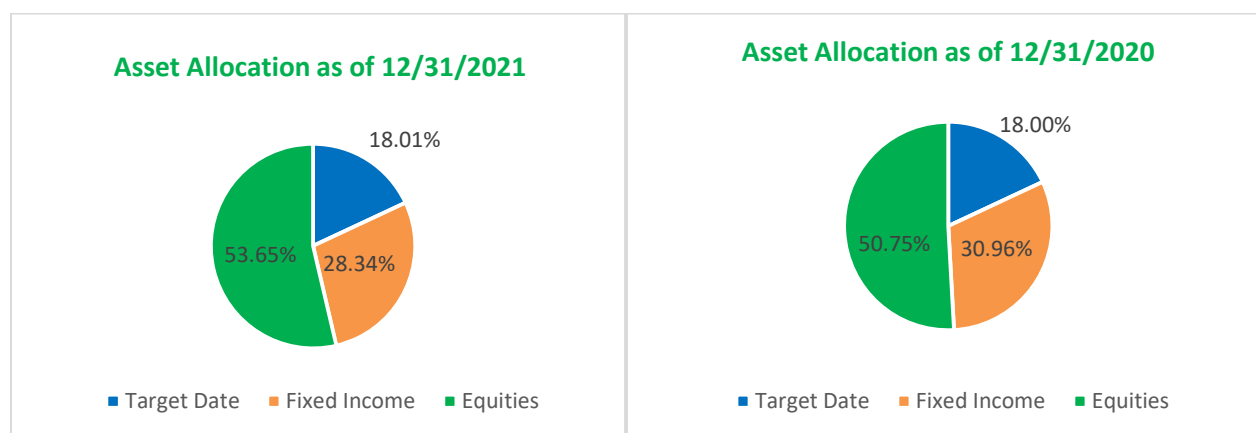 Asset Allocation as of 12/31/2021
18.01%
53.65%
28.34%
Target Date
Fixed Income
Equities
Asset Allocation as of 12/31/2020
18.00%
50.75%
30.96%
Target Date
Fixed Income
Equities